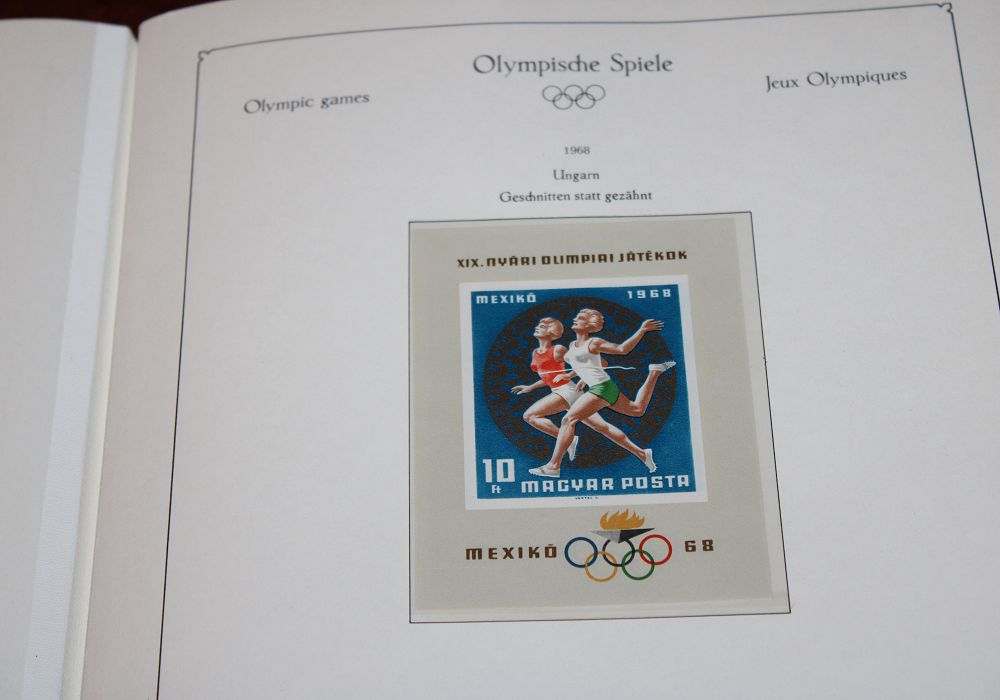 Olympische Spiele
Olympic games
Jeux Olympiques
1968
Ungarn
Geschnitten statt gezähnt
XIX. NYÁRI OLIMPIAI JÁTÉKOK
MEXIKÓ 1968
10 Ft
MAGYAR POSTA
MEXIKÓ 68